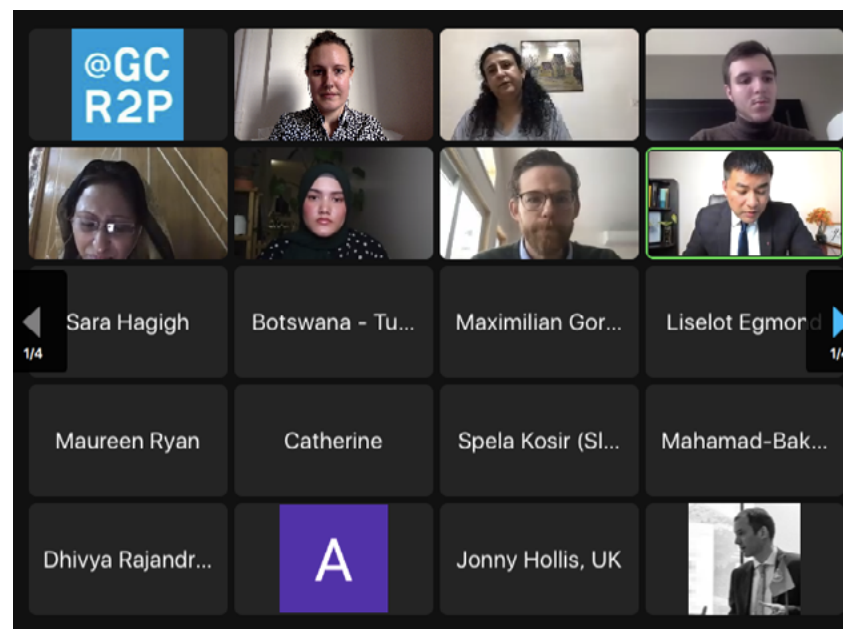 @GC
R2P
Sara Hagigh
Botswana - Tu...
Maximilian Gor...
Liselot Egmond
1/4
1/4
Maureen Ryan
Catherine
Spela Kosir (Sl...
Mahamad-Bak...
Dhivya Rajandr...
A
Jonny Hollis, UK